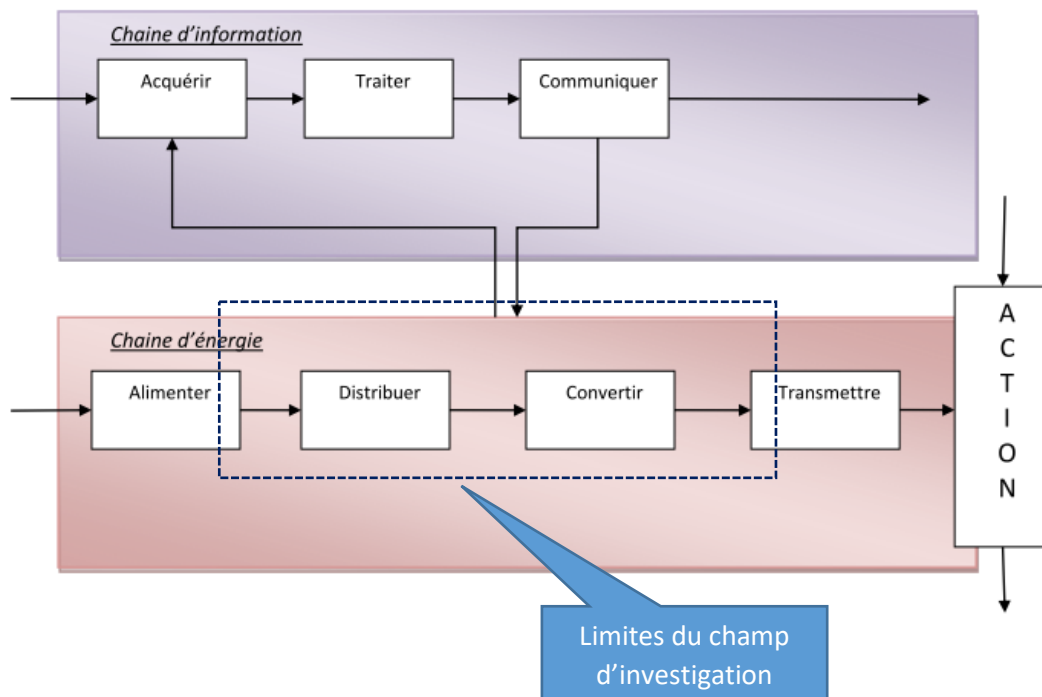 Chaine d'information
Acquérir
Traiter
Communiquer
Chaine d'énergie
Alimenter
Distribuer
Convertir
Transmettre
A
C
T
I
O
N
Limites du champ
d'investigation